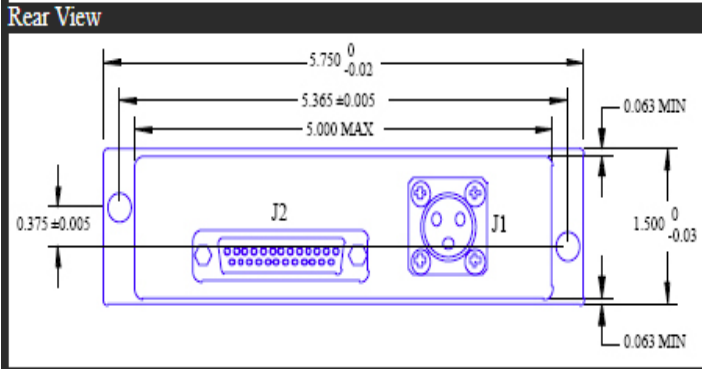 Rear View
5.750 0 -0.02
5.365 ±0.005
0.063 MIN
5.000 MAX
J2
J1
0.375 ±0.005
1.500 0 -0.03
0.063 MIN